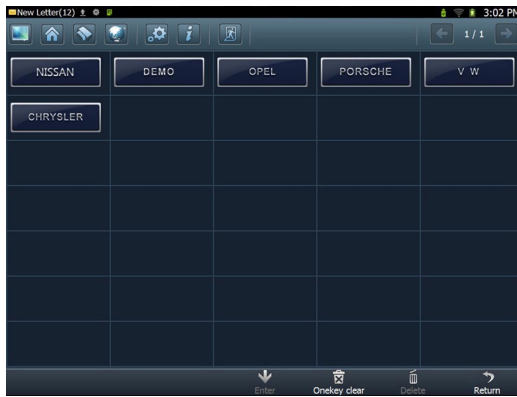 New Letter(12) 3:02 PM
1 / 1
NISSAN DEMO OPEL PORSCHE V W
CHRYSLER
Enter Onekey clear Delete Return